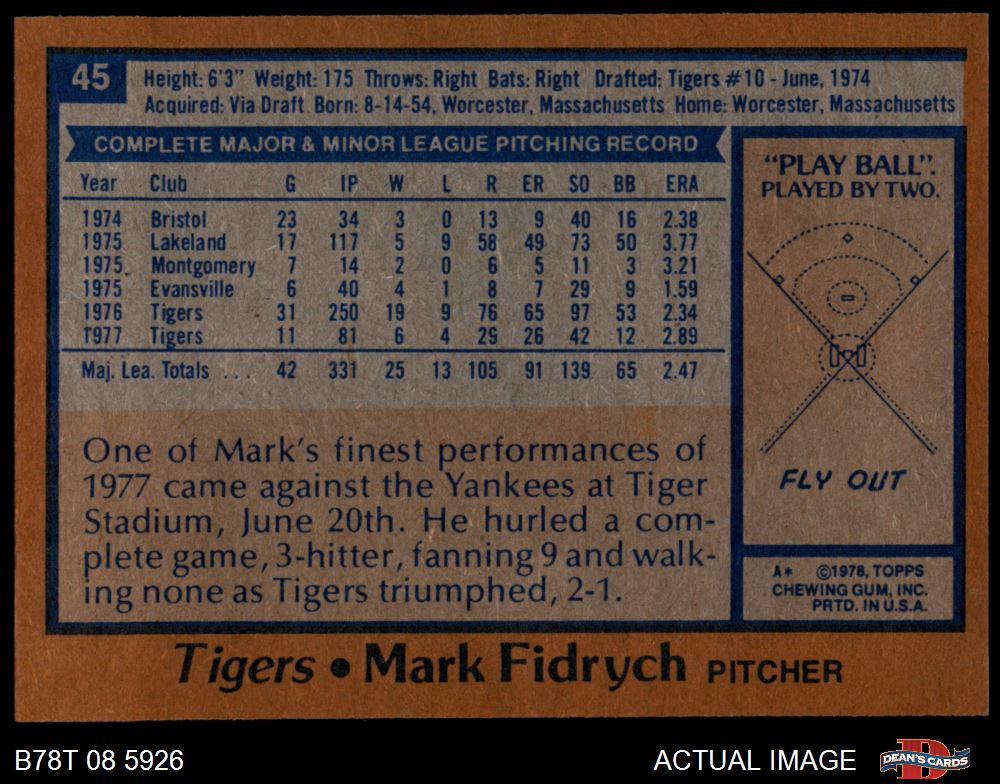 45
Height: 6'3" Weight: 175 Throws: Right Bats: Right Drafted: Tigers #10 - June, 1974
Acquired: Via Draft Born: 8-14-54, Worcester, Massachusetts Home: Worcester, Massachusetts
COMPLETE MAJOR & MINOR LEAGUE PITCHING RECORD
Year Club G IP W L R ER SO BB ERA
1974 Bristol 23 34 3 0 13 9 40 16 2.38
1975 Lakeland 17 117 5 9 58 49 73 50 3.77
1975 Montgomery 7 14 2 0 6 5 11 3 3.21
1975 Evansville 6 40 4 1 8 7 29 9 1.59
1976 Tigers 31 250 19 9 76 65 97 53 2.34
1977 Tigers 11 81 6 4 29 26 42 12 2.89
Maj. Lea. Totals ... 42 331 25 13 105 91 139 65 2.47
One of Mark's finest performances of
1977 came against the Yankees at Tiger
Stadium, June 20th. He hurled a com-
plete game, 3-hitter, fanning 9 and walk-
ing none as Tigers triumphed, 2-1.
"PLAY BALL".
PLAYED BY TWO.
FLY OUT
A* ©1978, TOPPS
CHEWING GUM, INC.
PRTD. IN U.S.A.
Tigers • Mark Fidrych PITCHER
B78T 08 5926
ACTUAL IMAGE
DEAN'S CARDS